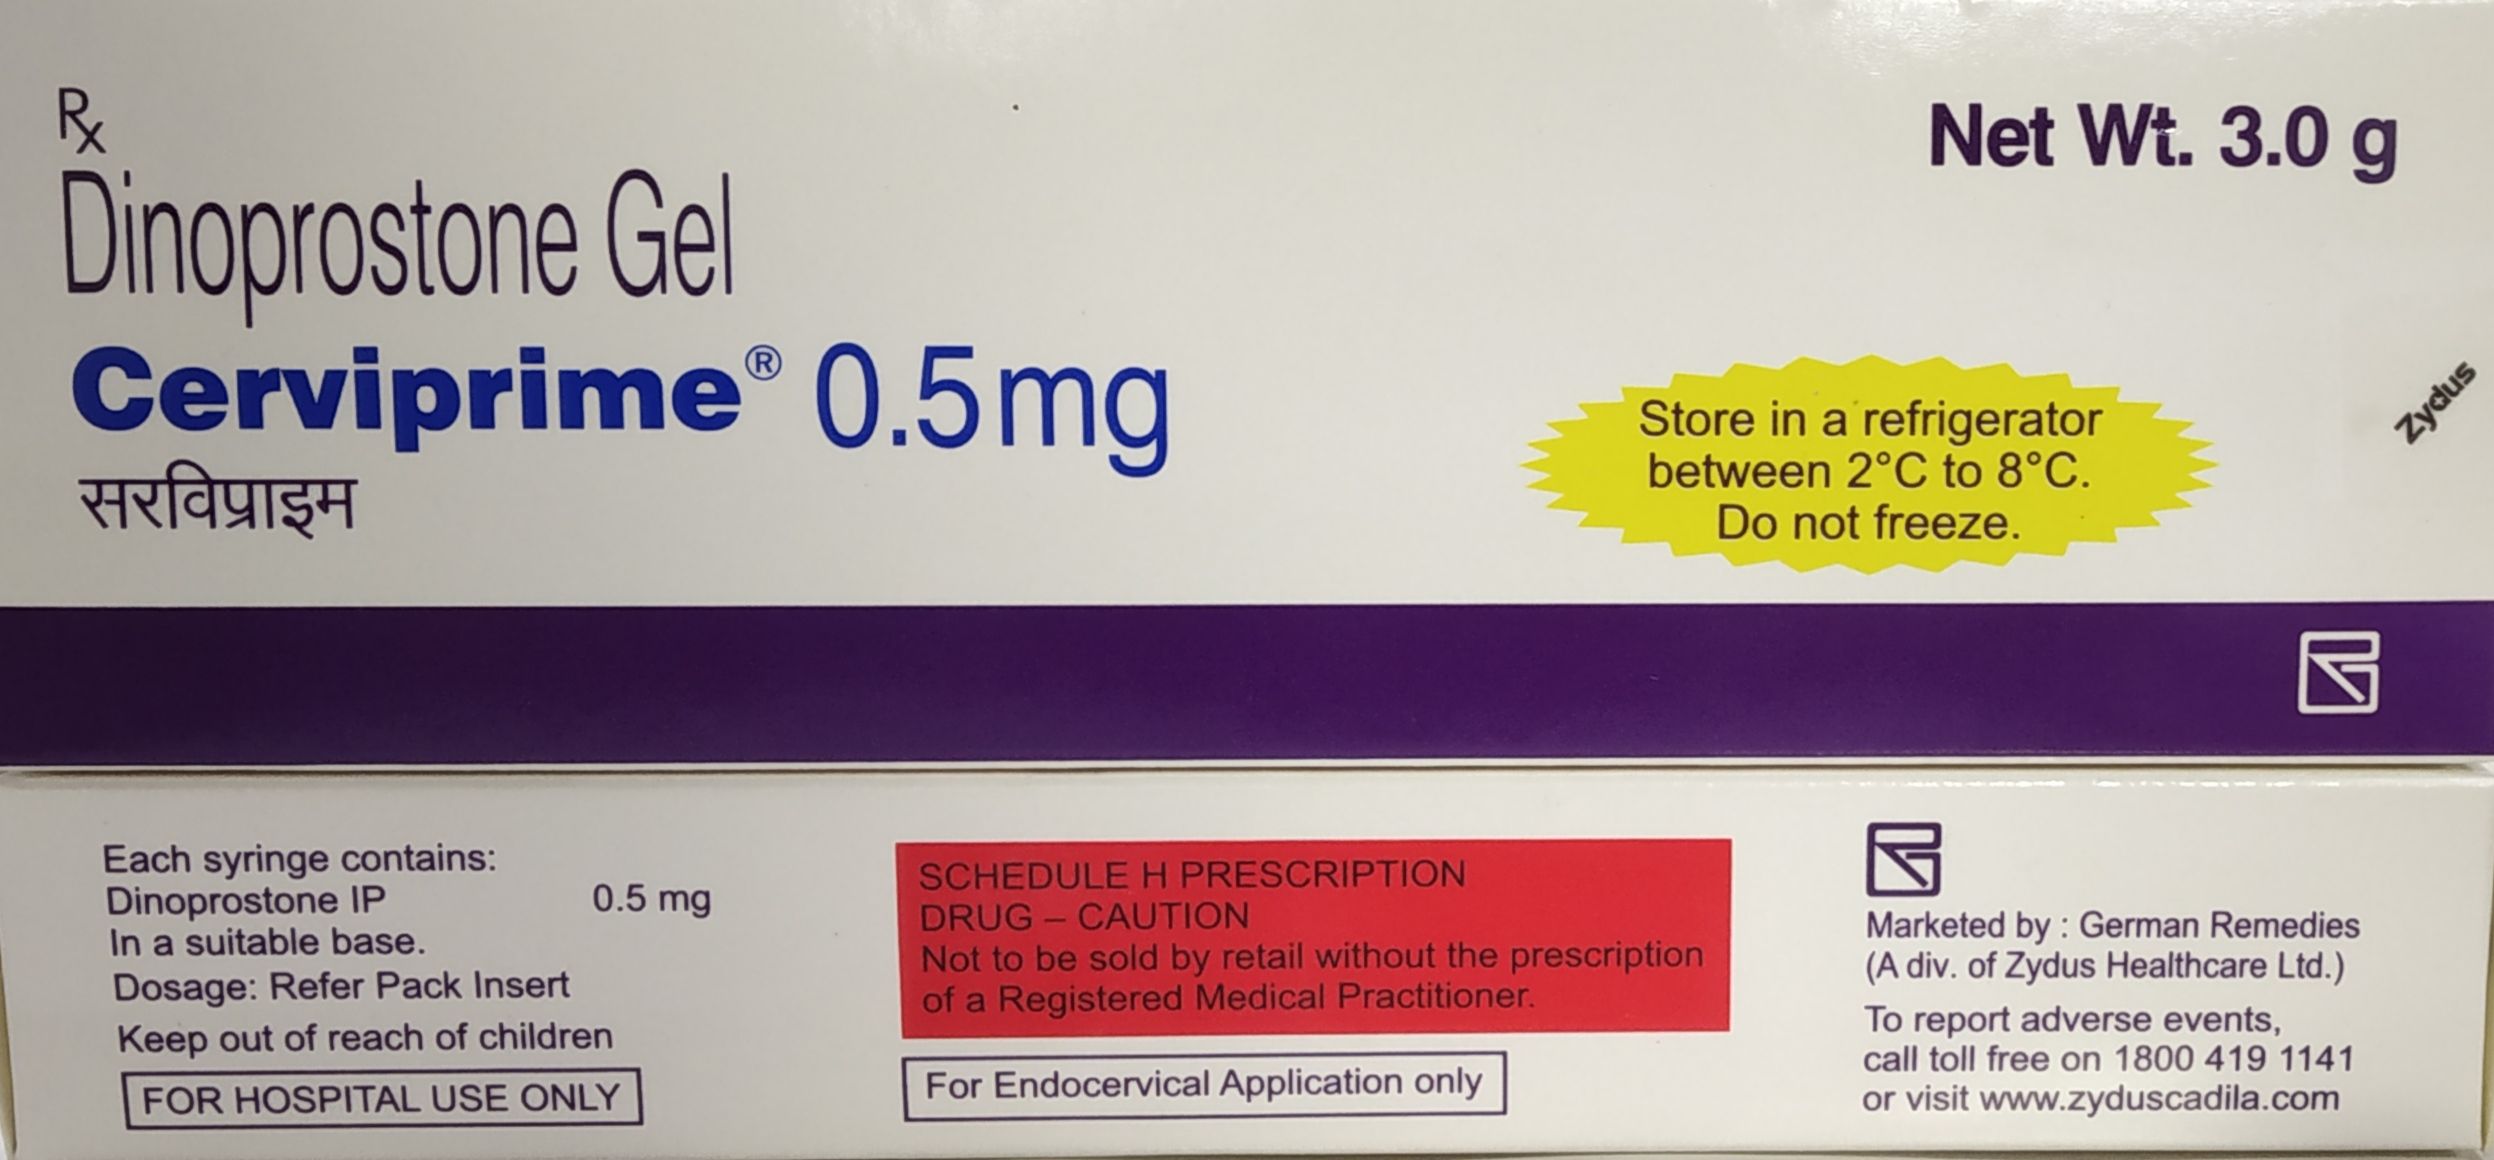 Rx
Dinoprostone Gel
Cerviprime® 0.5mg
सरविप्राइम
Net Wt. 3.0 g
Store in a refrigerator
between 2°C to 8°C.
Do not freeze.
Zydus
Each syringe contains:
Dinoprostone IP 0.5 mg
In a suitable base.
Dosage: Refer Pack Insert
Keep out of reach of children
FOR HOSPITAL USE ONLY
SCHEDULE H PRESCRIPTION
DRUG – CAUTION
Not to be sold by retail without the prescription
of a Registered Medical Practitioner.
For Endocervical Application only
Marketed by : German Remedies
(A div. of Zydus Healthcare Ltd.)
To report adverse events,
call toll free on 1800 419 1141
or visit www.zyduscadila.com